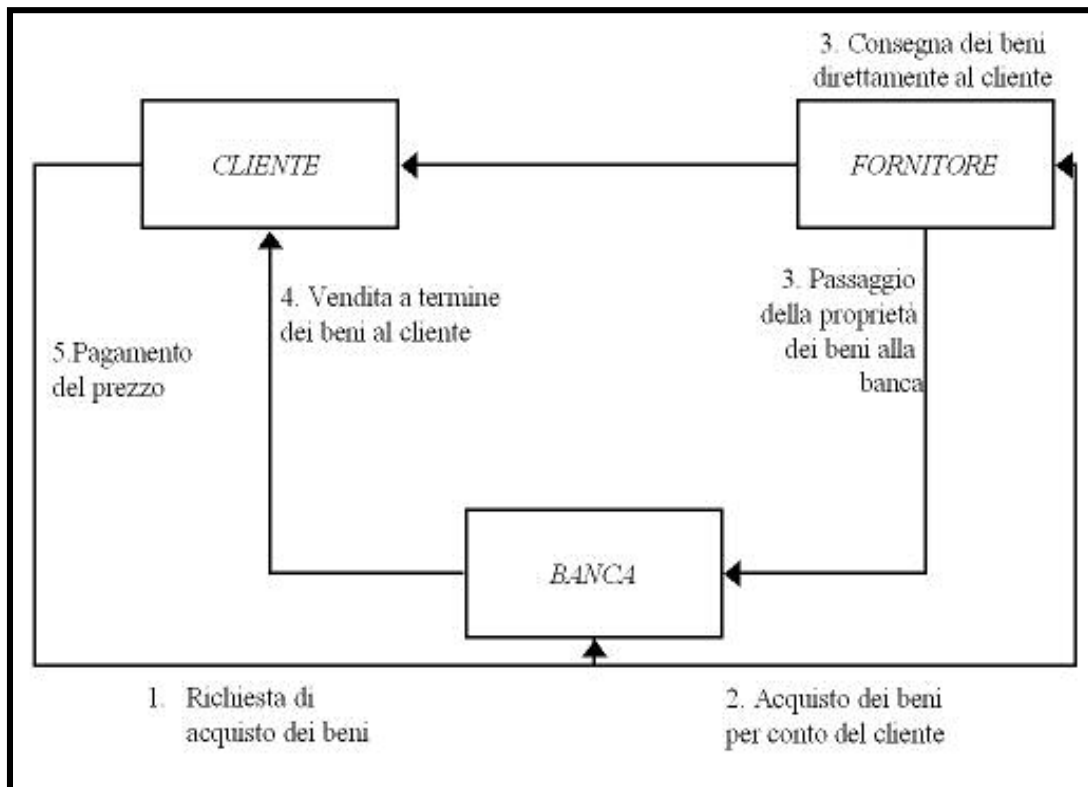 3. Consegna dei beni
direttamente al cliente
CLIENTE
FORNITORE
4. Vendita a termine
dei beni al cliente
3. Passaggio
della proprietà
dei beni alla
banca
5.Pagamento
del prezzo
BANCA
1. Richiesta di
acquisto dei beni
2. Acquisto dei beni
per conto del cliente